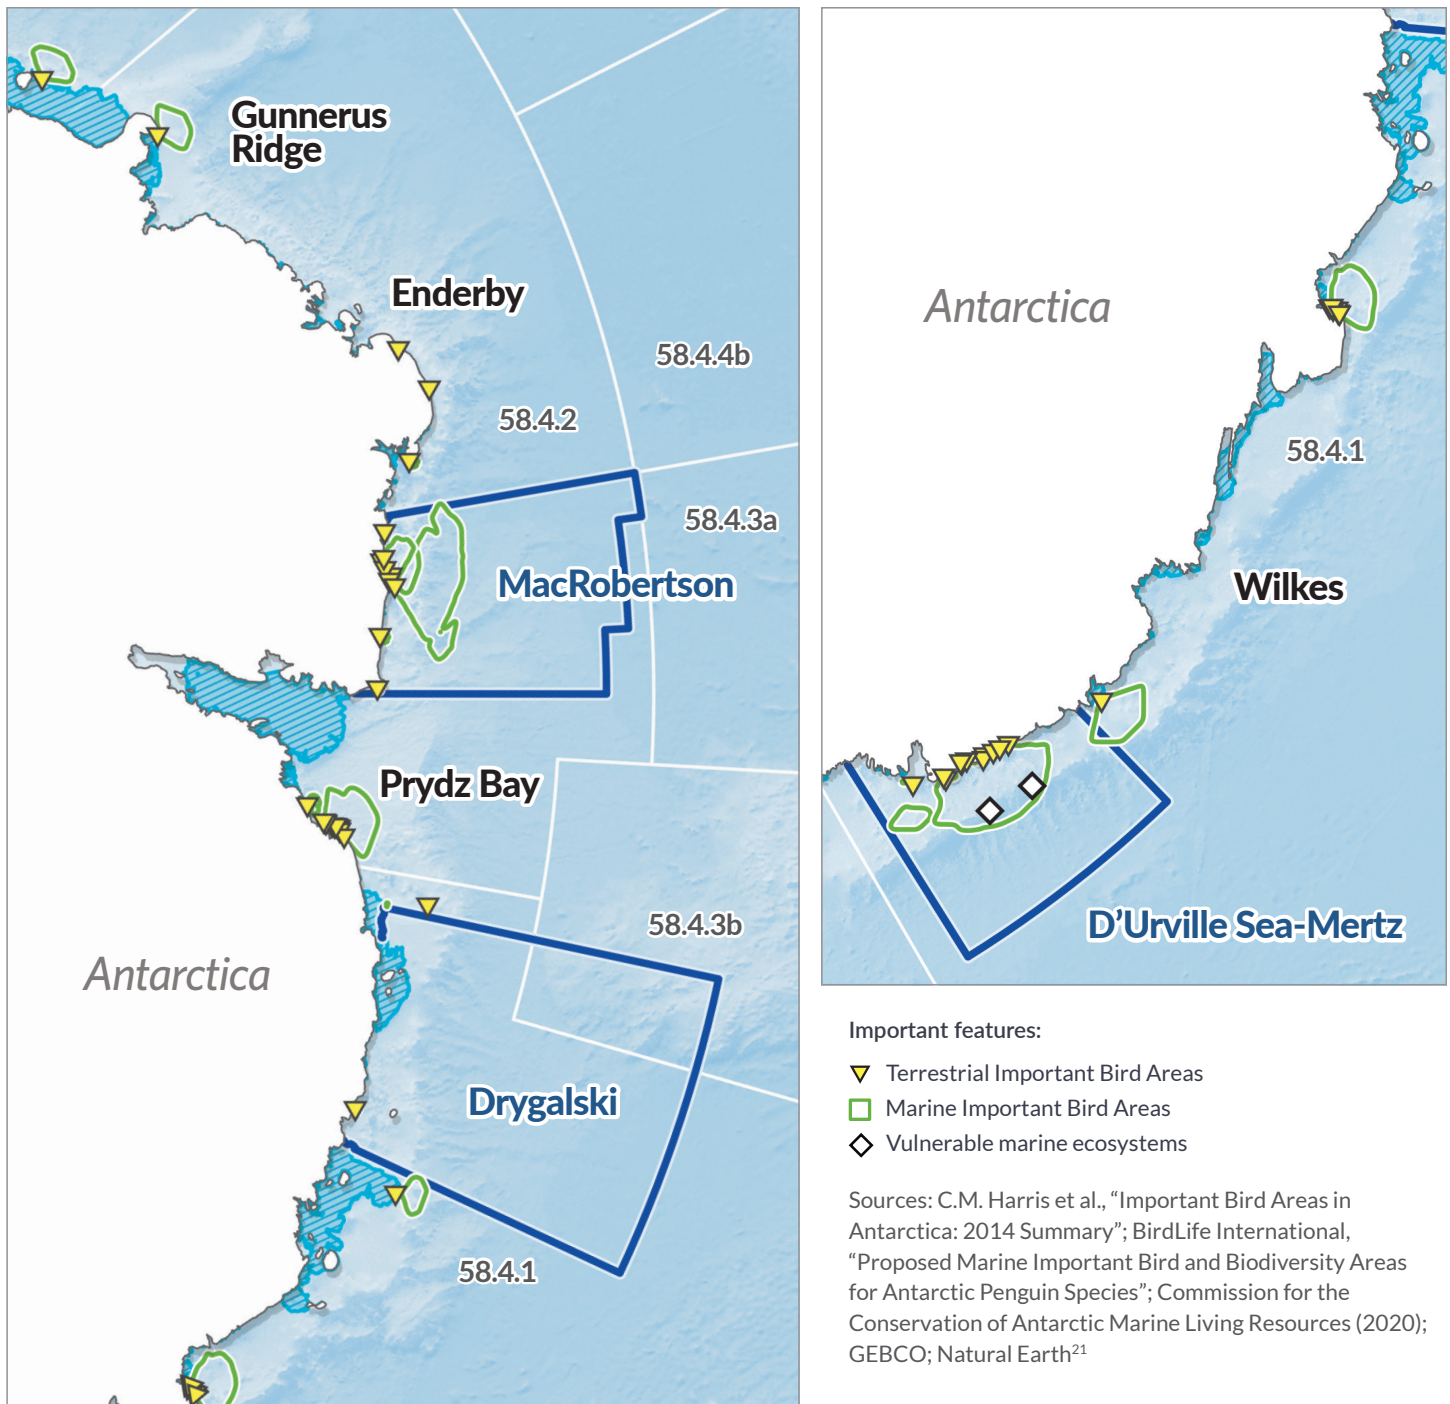 Gunnerus
Ridge
Enderby
58.4.4b
58.4.2
58.4.3a
MacRobertson
Prydz Bay
58.4.3b
Antarctica
Drygalski
58.4.1
Antarctica
58.4.1
Wilkes
D’Urville Sea-Mertz
Important features:
Terrestrial Important Bird Areas
Marine Important Bird Areas
Vulnerable marine ecosystems
Sources: C.M. Harris et al., “Important Bird Areas in
Antarctica: 2014 Summary”; BirdLife International,
“Proposed Marine Important Bird and Biodiversity Areas
for Antarctic Penguin Species”; Commission for the
Conservation of Antarctic Marine Living Resources (2020);
GEBCO; Natural Earth²¹